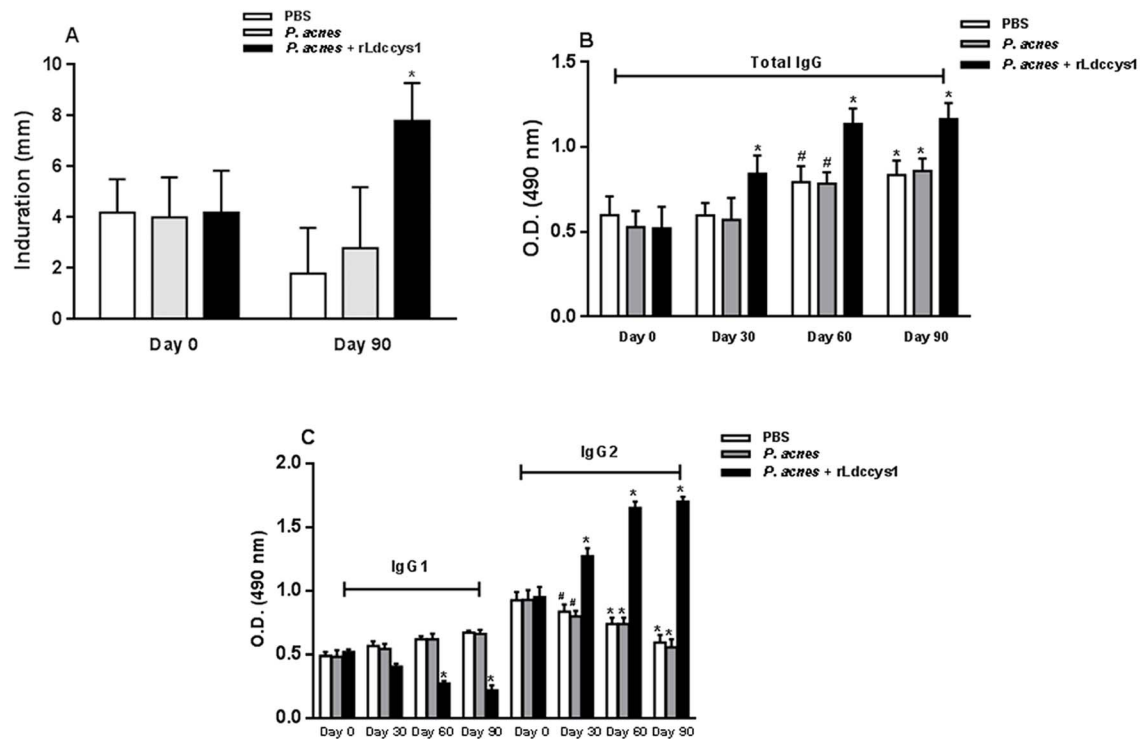 A
PBS
P. acnes
P. acnes + rLdccys1
Induration (mm)
10
8
6
4
2
0
*
Day 0
Day 90
B
PBS
P. acnes
P. acnes + rLdccys1
Total IgG
O.D. (490 nm)
1.5
1.0
0.5
0.0
*
# #
*
* *
*
Day 0
Day 30
Day 60
Day 90
C
PBS
P. acnes
P. acnes + rLdccys1
IgG1
IgG2
O.D. (490 nm)
2.0
1.5
1.0
0.5
0.0
*
*
# #
*
* *
*
* *
*
Day 0
Day 30
Day 60
Day 90
Day 0
Day 30
Day 60
Day 90